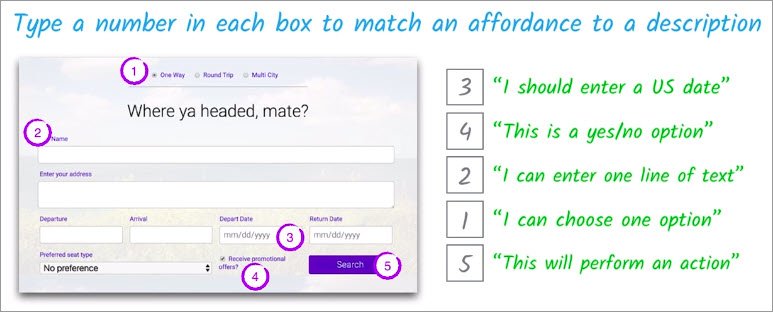 Type a number in each box to match an affordance to a description
1 One Way Round Trip Multi City
Where ya headed, mate?
2 Name
Enter your address
Departure Arrival Depart Date Return Date
mm/dd/yyyy 3 mm/dd/yyyy
Preferred seat type
No preference
Receive promotional offers?
4
Search 5
3 "I should enter a US date"
4 "This is a yes/no option"
2 "I can enter one line of text"
1 "I can choose one option"
5 "This will perform an action"